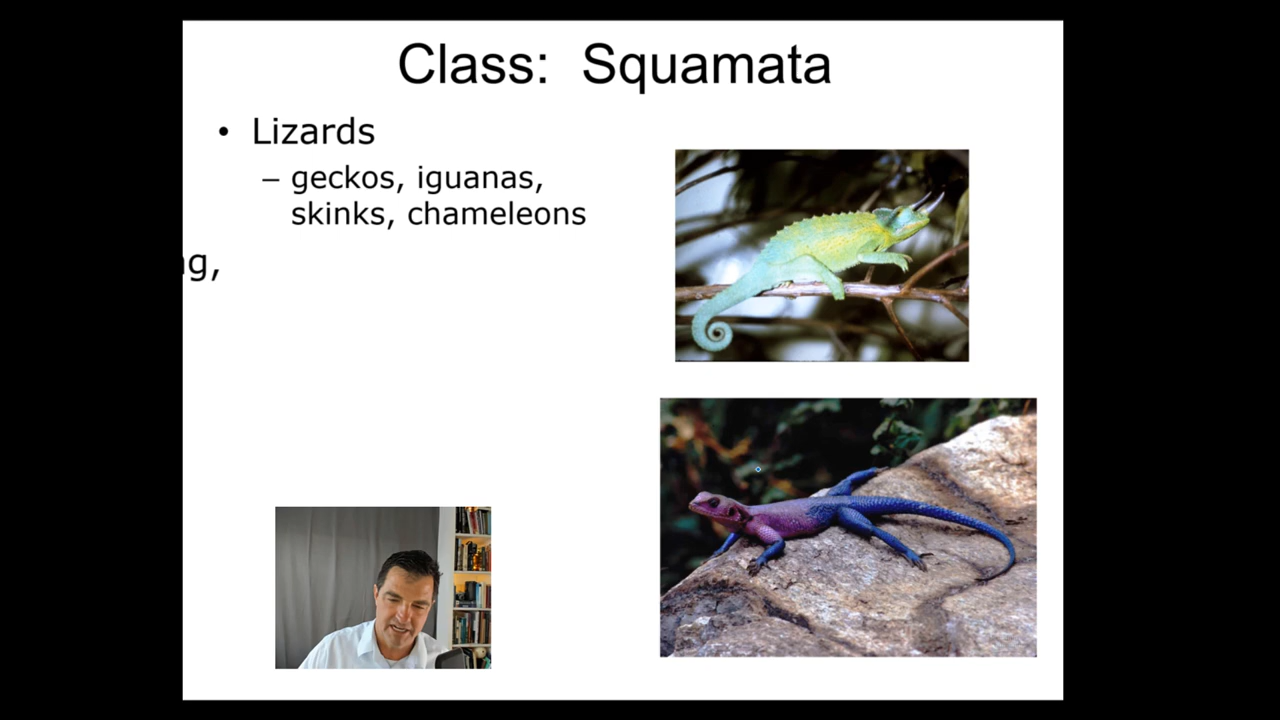 Class: Squamata
• Lizards
– geckos, iguanas,
skinks, chameleons
g,